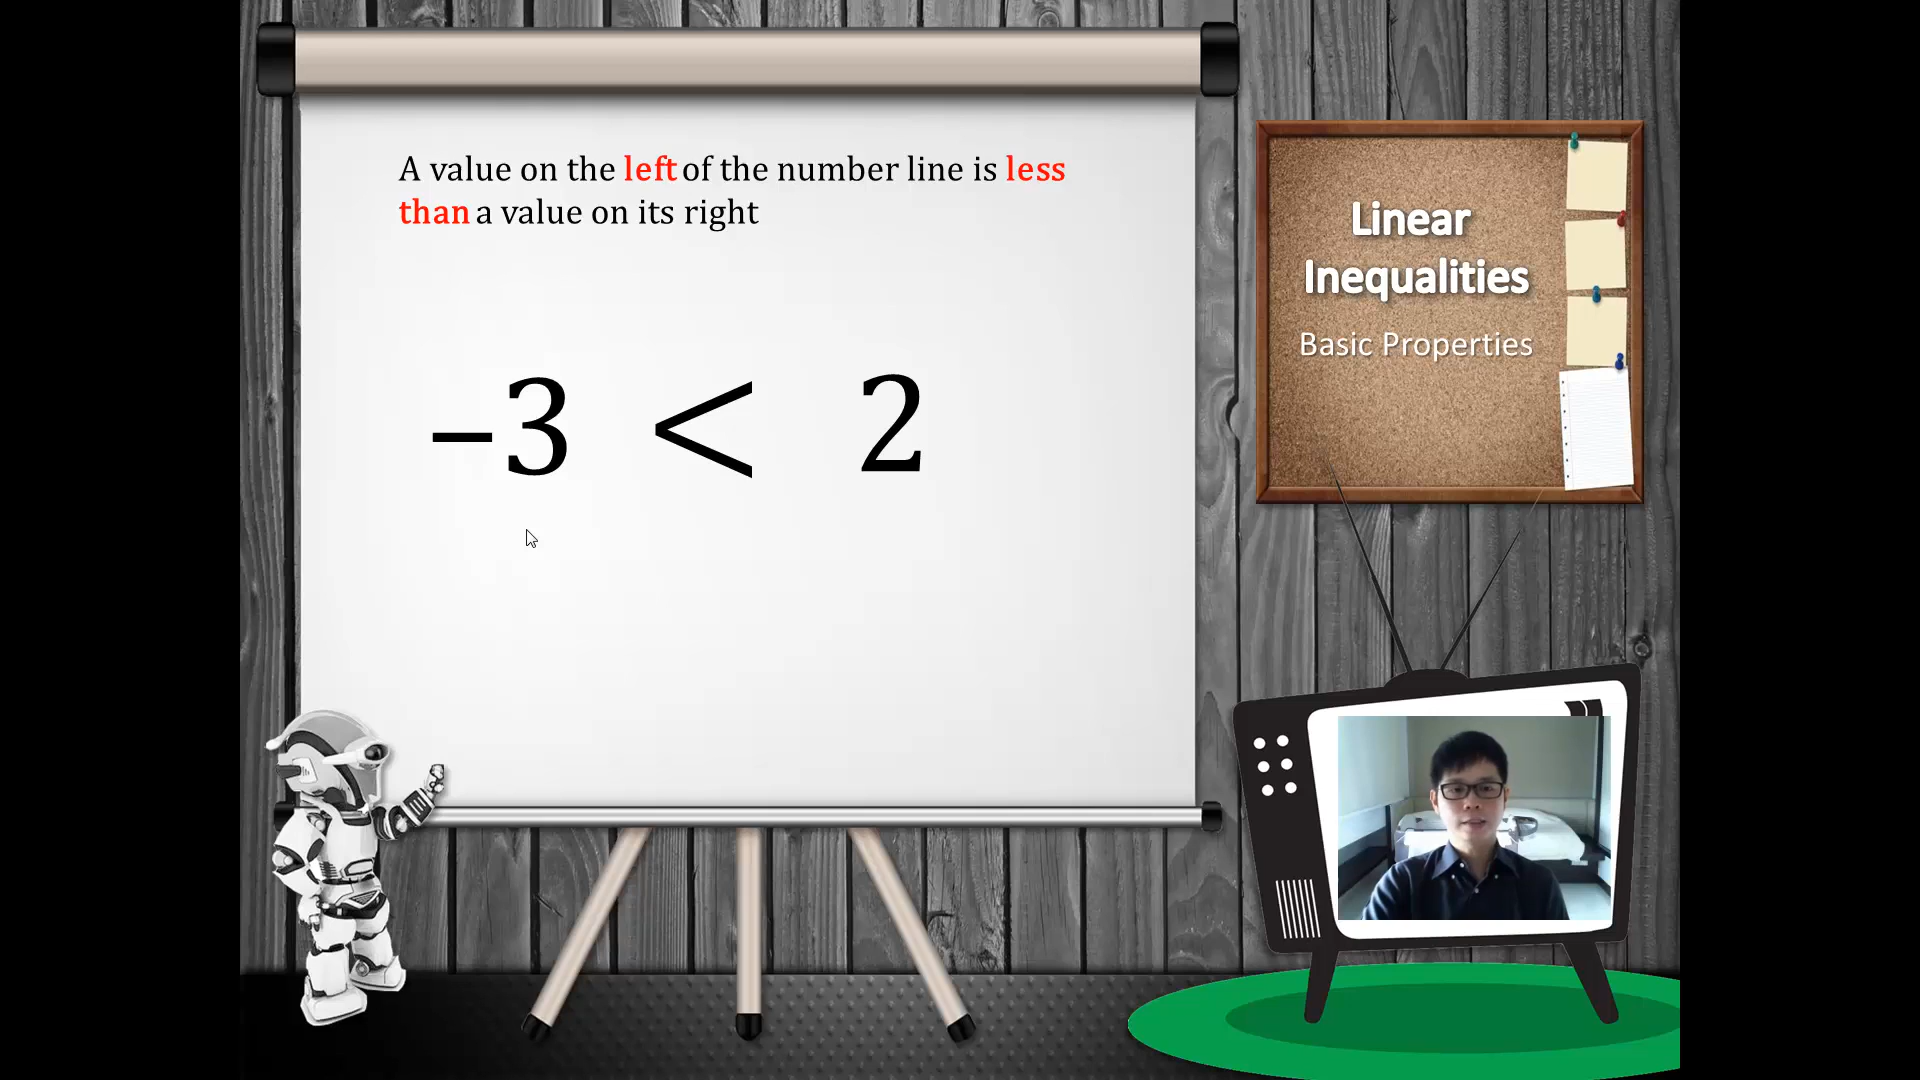 A value on the left of the number line is less
than a value on its right
–3 < 2
Linear
Inequalities
Basic Properties